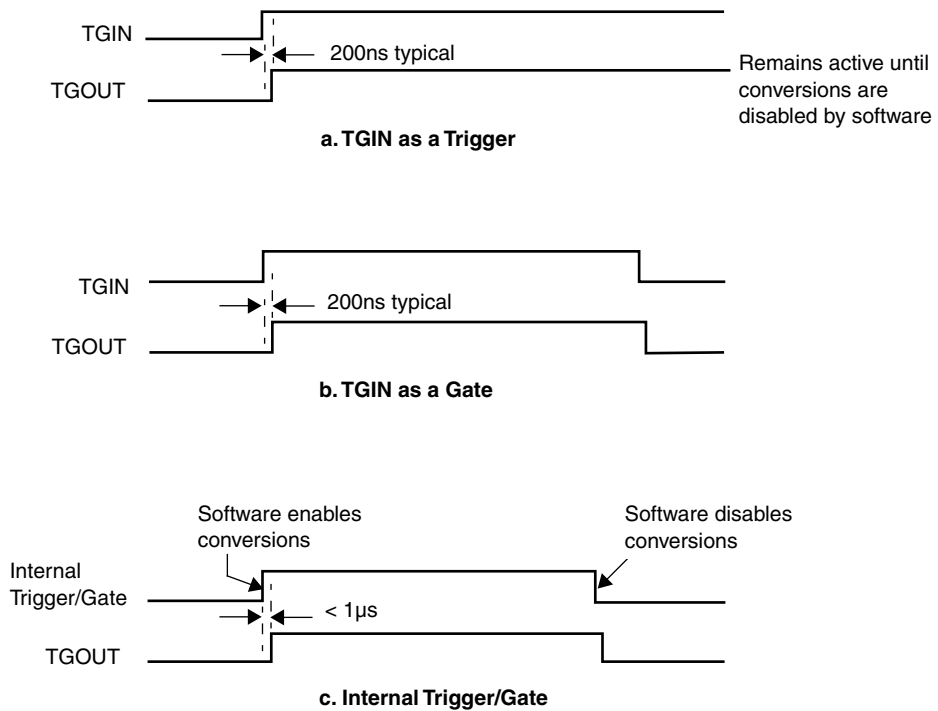 TGIN
200ns typical
TGOUT
Remains active until
conversions are
disabled by software
a. TGIN as a Trigger
TGIN
200ns typical
TGOUT
b. TGIN as a Gate
Software enables
conversions
Software disables
conversions
Internal
Trigger/Gate
< 1µs
TGOUT
c. Internal Trigger/Gate